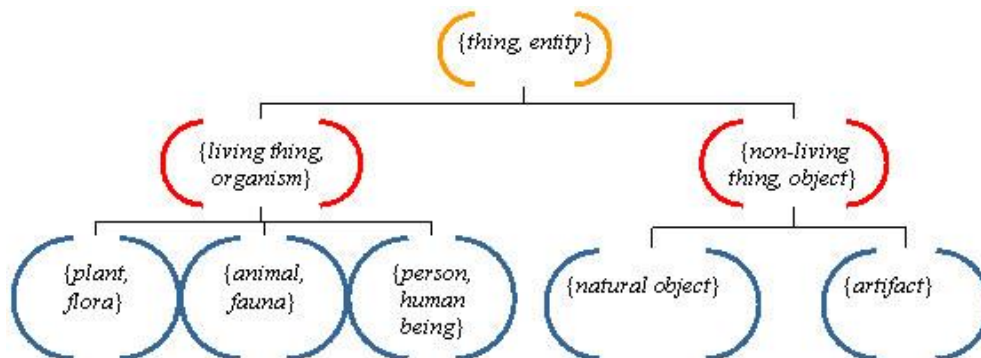 {thing, entity}
{living thing,
organism}
{non-living
thing, object}
{plant,
flora}
{animal,
fauna}
{person,
human
being}
{natural object}
{artifact}